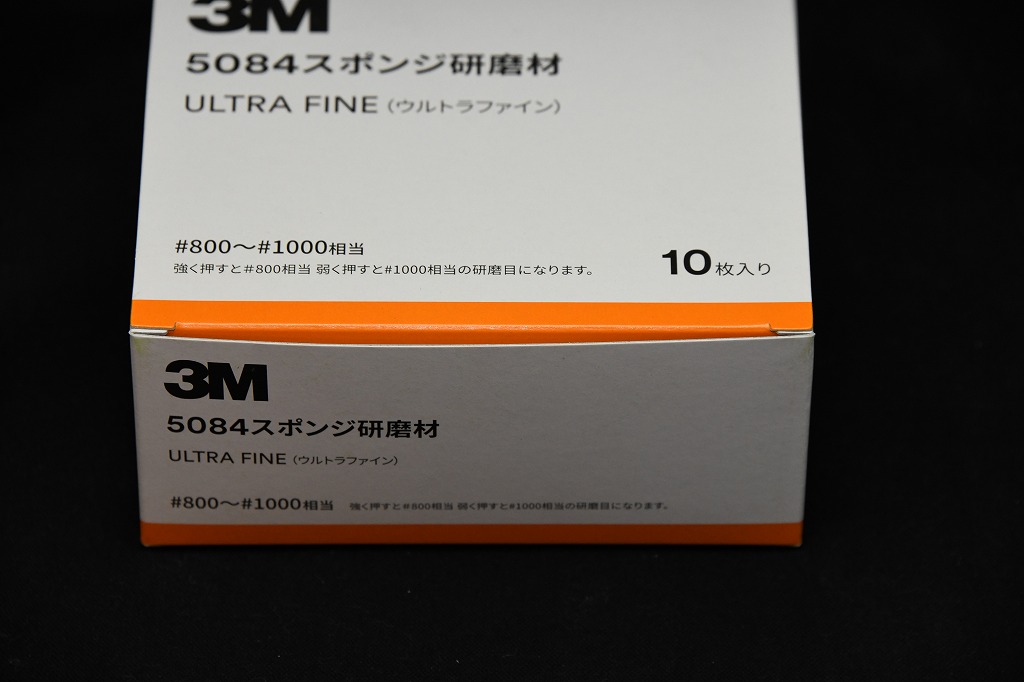 3M
5084スポンジ研磨材
ULTRA FINE（ウルトラファイン）
#800～#1000相当
強く押すと#800相当 弱く押すと#1000相当の研磨目になります。
10枚入り
3M
5084スポンジ研磨材
ULTRA FINE（ウルトラファイン）
#800～#1000相当 強く押すと#800相当 弱く押すと#1000相当の研磨目になります。